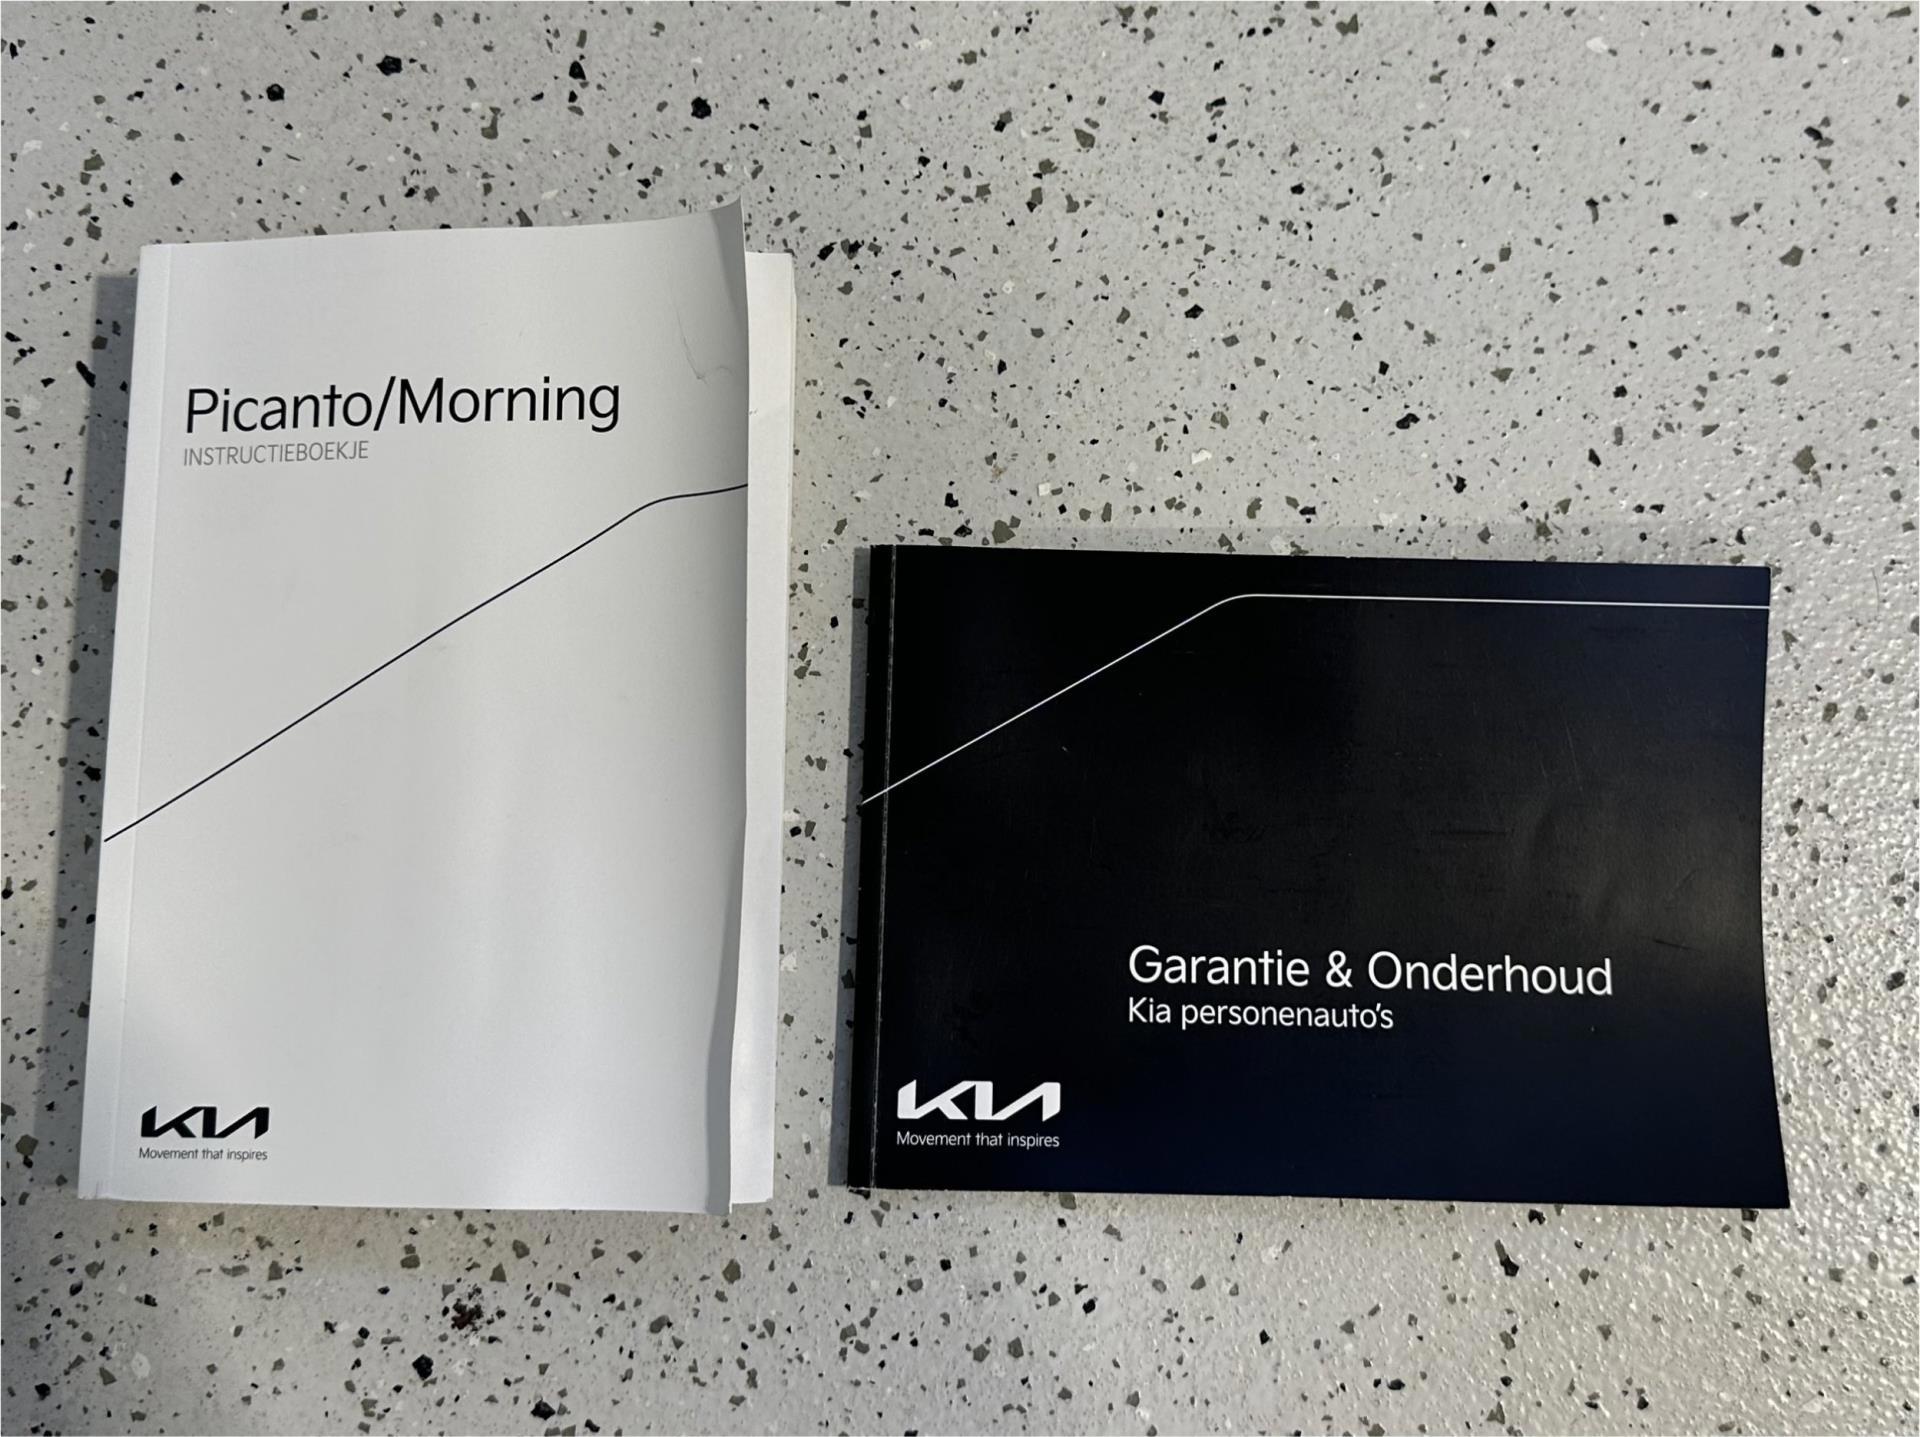 Picanto/Morning
INSTRUCTIEBOEKJE
KIA
Movement that inspires
Garantie & Onderhoud
Kia personenauto's
KIA
Movement that inspires